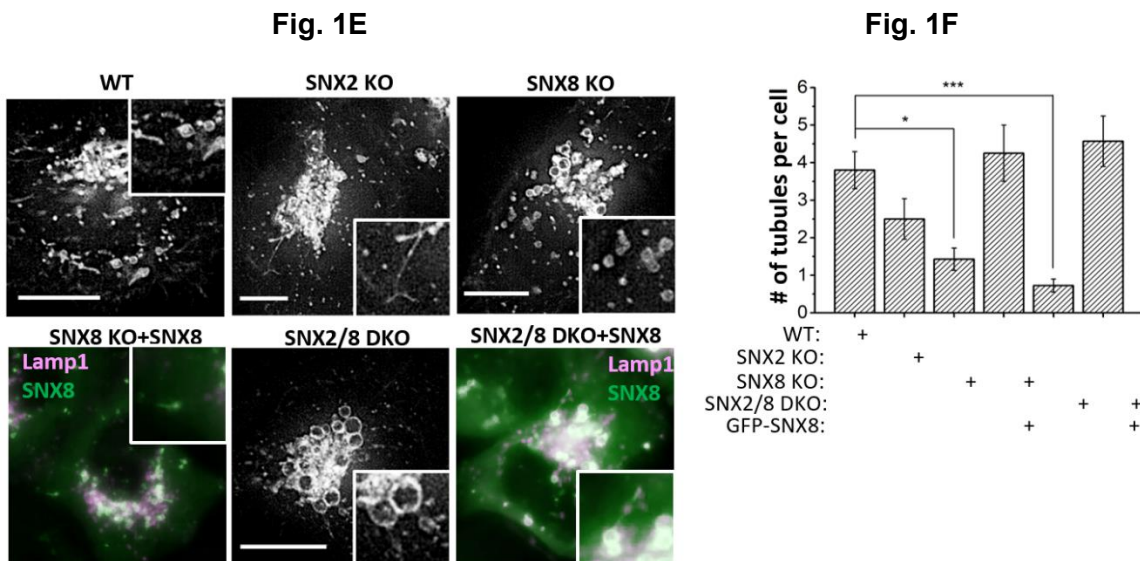 Fig. 1E
Fig. 1F
WT
SNX2 KO
SNX8 KO
SNX8 KO+SNX8
SNX2/8 DKO
SNX2/8 DKO+SNX8
Lamp1
SNX8
Lamp1
SNX8
# of tubules per cell
6
5
4
3
2
1
0
*
***
WT: +
SNX2 KO: +
SNX8 KO: + +
SNX2/8 DKO: + +
GFP-SNX8: + +